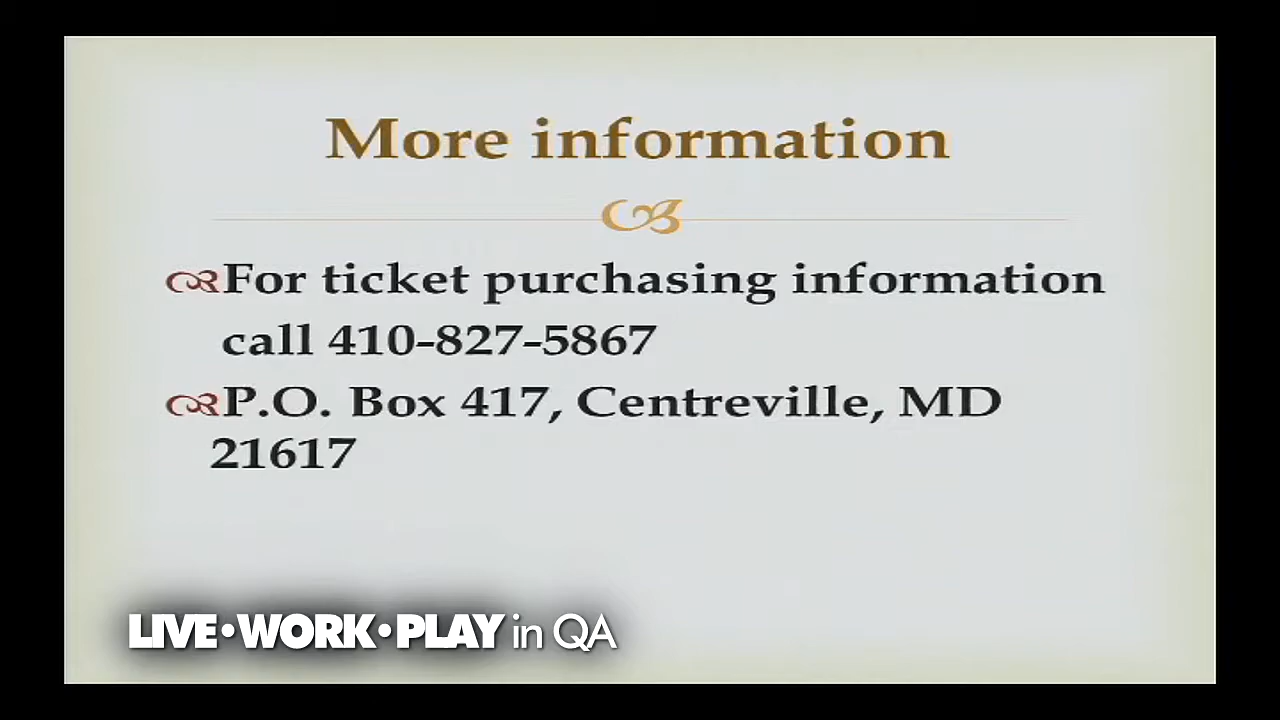 More information
For ticket purchasing information
call 410-827-5867
P.O. Box 417, Centreville, MD
21617
LIVE•WORK•PLAY in QA